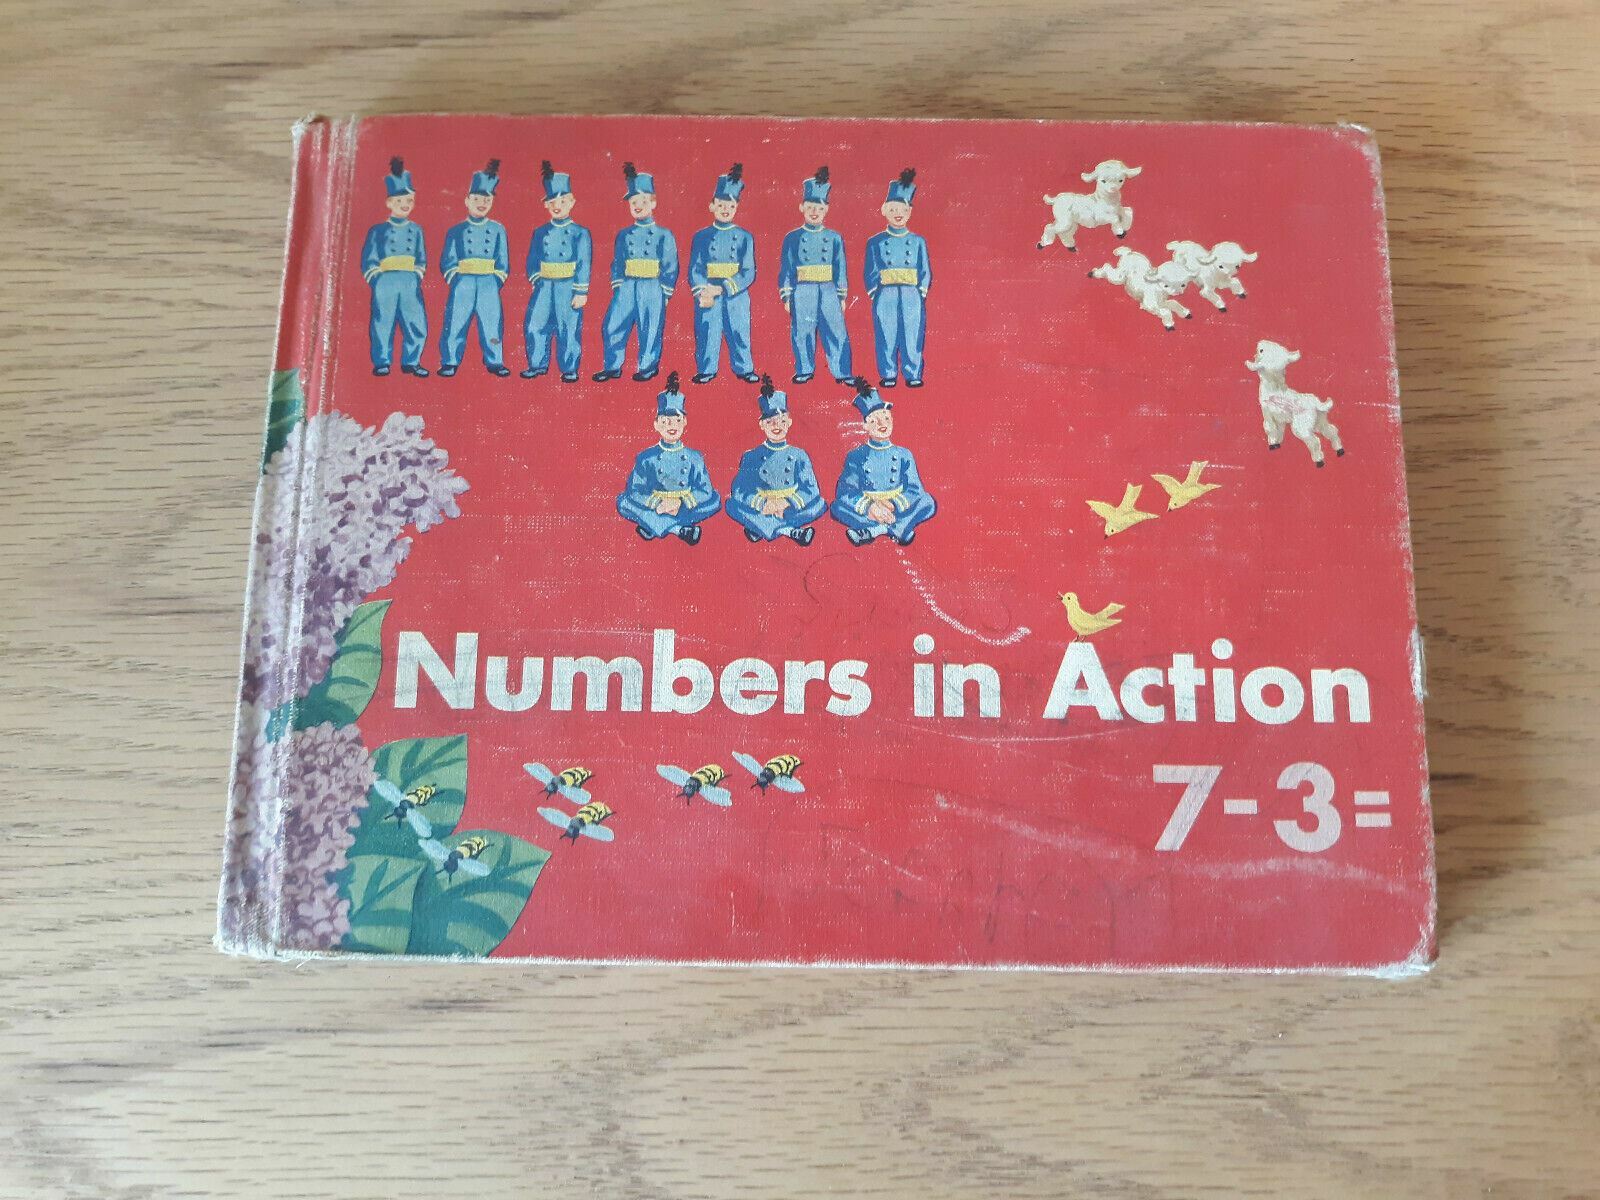 Numbers in Action
7-3=